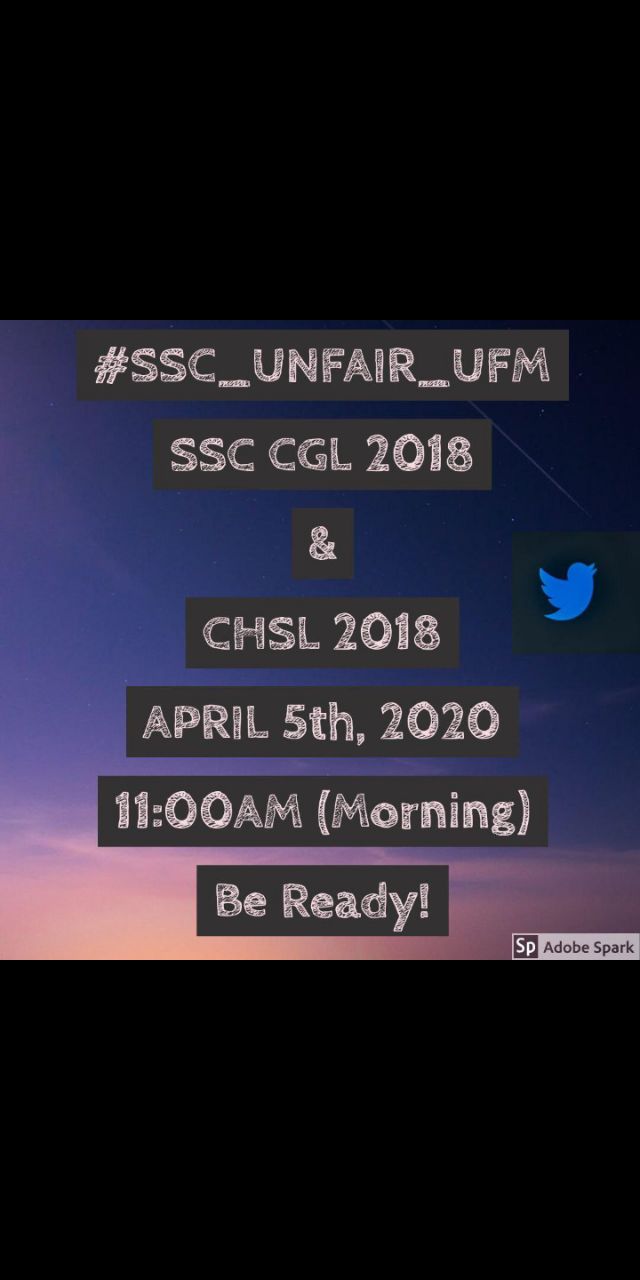 #SSC_UNFAIR_UFM
SSC CGL 2018
&
CHSL 2018
APRIL 5th, 2020
11:00AM (Morning)
Be Ready!
Sp Adobe Spark